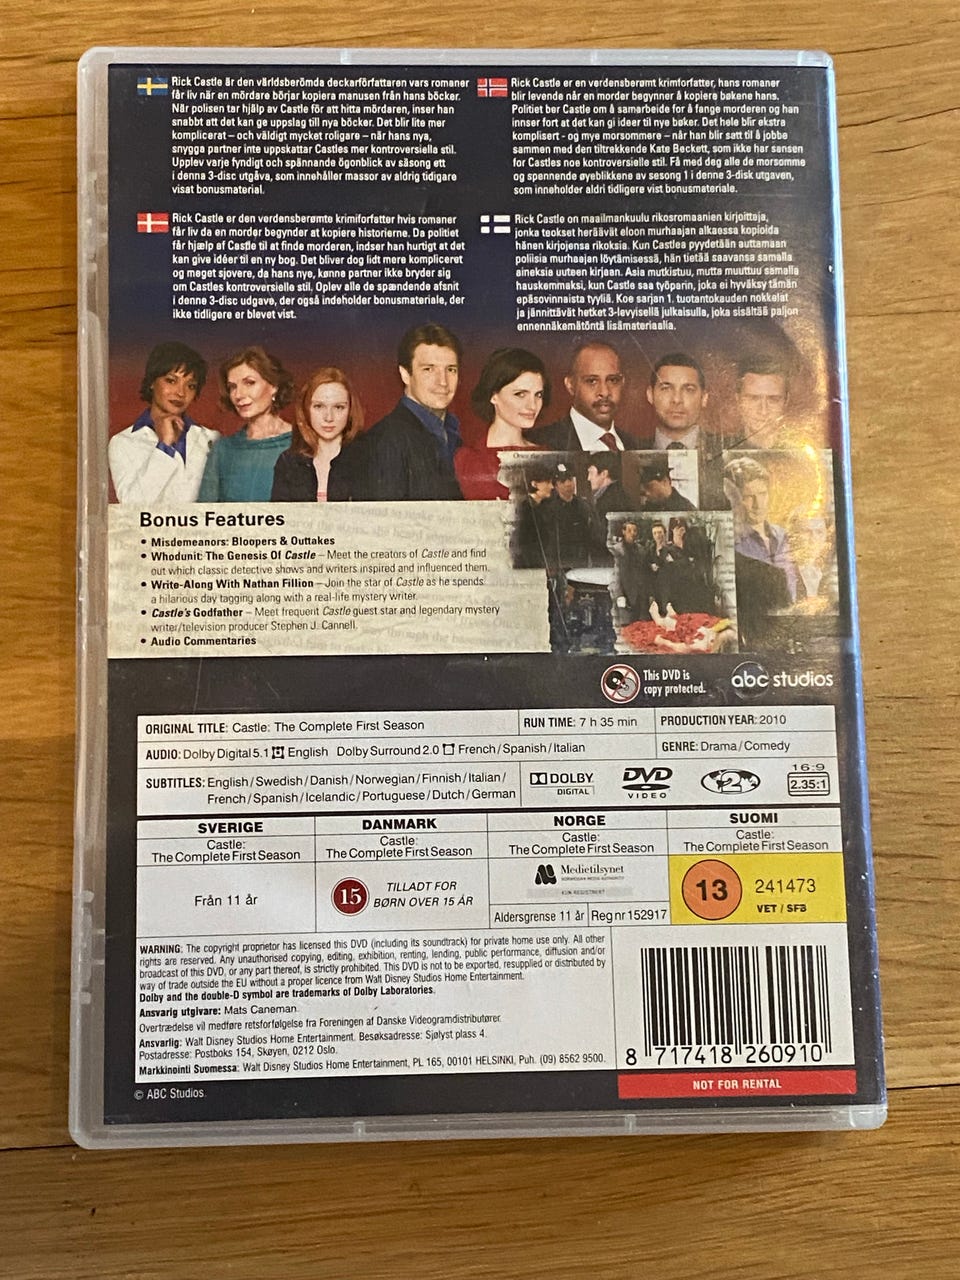 Rick Castle är den världsberömda deckarförfattaren vars romaner
får liv när en mördare börjar kopiera manusen från hans böcker.
När polisen tar hjälp av Castle för att hitta mördaren, inser han
snabbt att det kan ge uppslag till nya böcker. Det blir lite mer
komplicerat – och väldigt mycket roligare – när hans nya,
snygga partner inte uppskattar Castles mer kontroversiella stil.
Upplev varje fyndigt och spännande ögonblick av säsong ett
i denna 3-disc utgåva, som innehåller massor av aldrig tidigare
visat bonusmaterial.
Rick Castle er en verdensberømt krimforfatter, hans romaner
blir levende når en morder begynner å kopiere bøkene hans.
Politiet ber Castle om å samarbeide for å fange morderen og han
innser fort at det kan gi ideer til nye bøker. Det hele blir ekstra
komplisert - og mye morsommere – når han blir satt til å jobbe
sammen med den tiltrekkende Kate Beckett, som ikke har sansen
for Castles noe kontroversielle stil. Få med deg alle de morsomme
og spennende øyeblikkene av sesong 1 i denne 3-disk utgaven,
som inneholder aldri tidligere vist bonusmateriale.
Rick Castle er den verdensberømte krimiforfatter hvis romaner
får liv da en morder begynder at kopiere historierne. Da politiet
får hjælp af Castle til at finde morderen, indser han hurtigt at det
kan give idéer til en ny bog. Det bliver dog lidt mere kompliceret
og meget sjovere, da hans nye, kønne partner ikke bryder sig
om Castles kontroversielle stil. Oplev alle de spændende afsnit
i denne 3-disc udgave, der også indeholder bonusmateriale, der
ikke tidligere er blevet vist.
Rick Castle on maailmankuulu rikosromaanien kirjoitteja,
jonka teokset heräävät eloon murhaajan alkaessa kopioida
hänen kirjojensa rikoksia. Kun Castlea pyydetään auttamaan
poliisia murhaajan löytämisessä, hän tietää saavansa samalla
aineksia uuteen kirjaan. Asia mutkistuu, mutta muuttuu samalla
hauskemmaksi, kun Castle saa työparin, joka ei hyväksy tämän
epäsovinnaista tyyliä. Koe sarjan 1. tuotantokauden nokkelat
ja jännittävät hetket 3-levyisellä julkaisulla, joka sisältää paljon
ennennäkemätöntä lisämateriaalia.
Once the
and
Bonus Features
• Misdemeanors: Bloopers & Outtakes
• Whodunit: The Genesis Of Castle – Meet the creators of Castle and find
out which classic detective shows and writers inspired and influenced them.
• Write-Along With Nathan Fillion – Join the star of Castle as he spends
a hilarious day tagging along with a real-life mystery writer.
• Castle's Godfather – Meet frequent Castle guest star and legendary mystery
writer/television producer Stephen J. Cannell.
• Audio Commentaries
This DVD is
copy protected.
abc studios
ORIGINAL TITLE: Castle: The Complete First Season
RUN TIME: 7 h 35 min
PRODUCTION YEAR: 2010
AUDIO: Dolby Digital 5.1 English Dolby Surround 2.0 French/Spanish/Italian
GENRE: Drama/Comedy
SUBTITLES: English/Swedish/Danish/Norwegian/Finnish/Italian/
French/Spanish/Icelandic/Portuguese/Dutch/German
DOLBY
DIGITAL
DVD
VIDEO
2
16:9
2.35:1
SVERIGE
DANMARK
NORGE
SUOMI
Castle:
The Complete First Season
Castle:
The Complete First Season
Castle:
The Complete First Season
Castle:
The Complete First Season
Från 11 år
15
TILLADT FOR
BØRN OVER 15 ÅR
Medietilsynet
NORWEGIAN MEDIA AUTHORITY
KUN REGISTRERT
Aldersgrense 11 år
Reg nr 152917
13
241473
VET / SFB
WARNING: The copyright proprietor has licensed this DVD (including its soundtrack) for private home use only. All other
rights are reserved. Any unauthorised copying, editing, exhibition, renting, lending, public performance, diffusion and/or
broadcast of this DVD, or any part thereof, is strictly prohibited. This DVD is not to be exported, resupplied or distributed by
way of trade outside the EU without a proper licence from Walt Disney Studios Home Entertainment.
Dolby and the double-D symbol are trademarks of Dolby Laboratories.
Ansvarig utgivare: Mats Caneman.
Overtrædelse vil medføre retsforfølgelse fra Foreningen af Danske Videogramdistributører.
Ansvarlig: Walt Disney Studios Home Entertainment. Besøksadresse: Sjølyst plass 4.
Postadresse: Postboks 154, Skøyen, 0212 Oslo.
Markkinointi Suomessa: Walt Disney Studios Home Entertainment, PL 165, 00101 HELSINKI, Puh. (09) 8562 9500.
8 717418 260910
NOT FOR RENTAL
© ABC Studios.